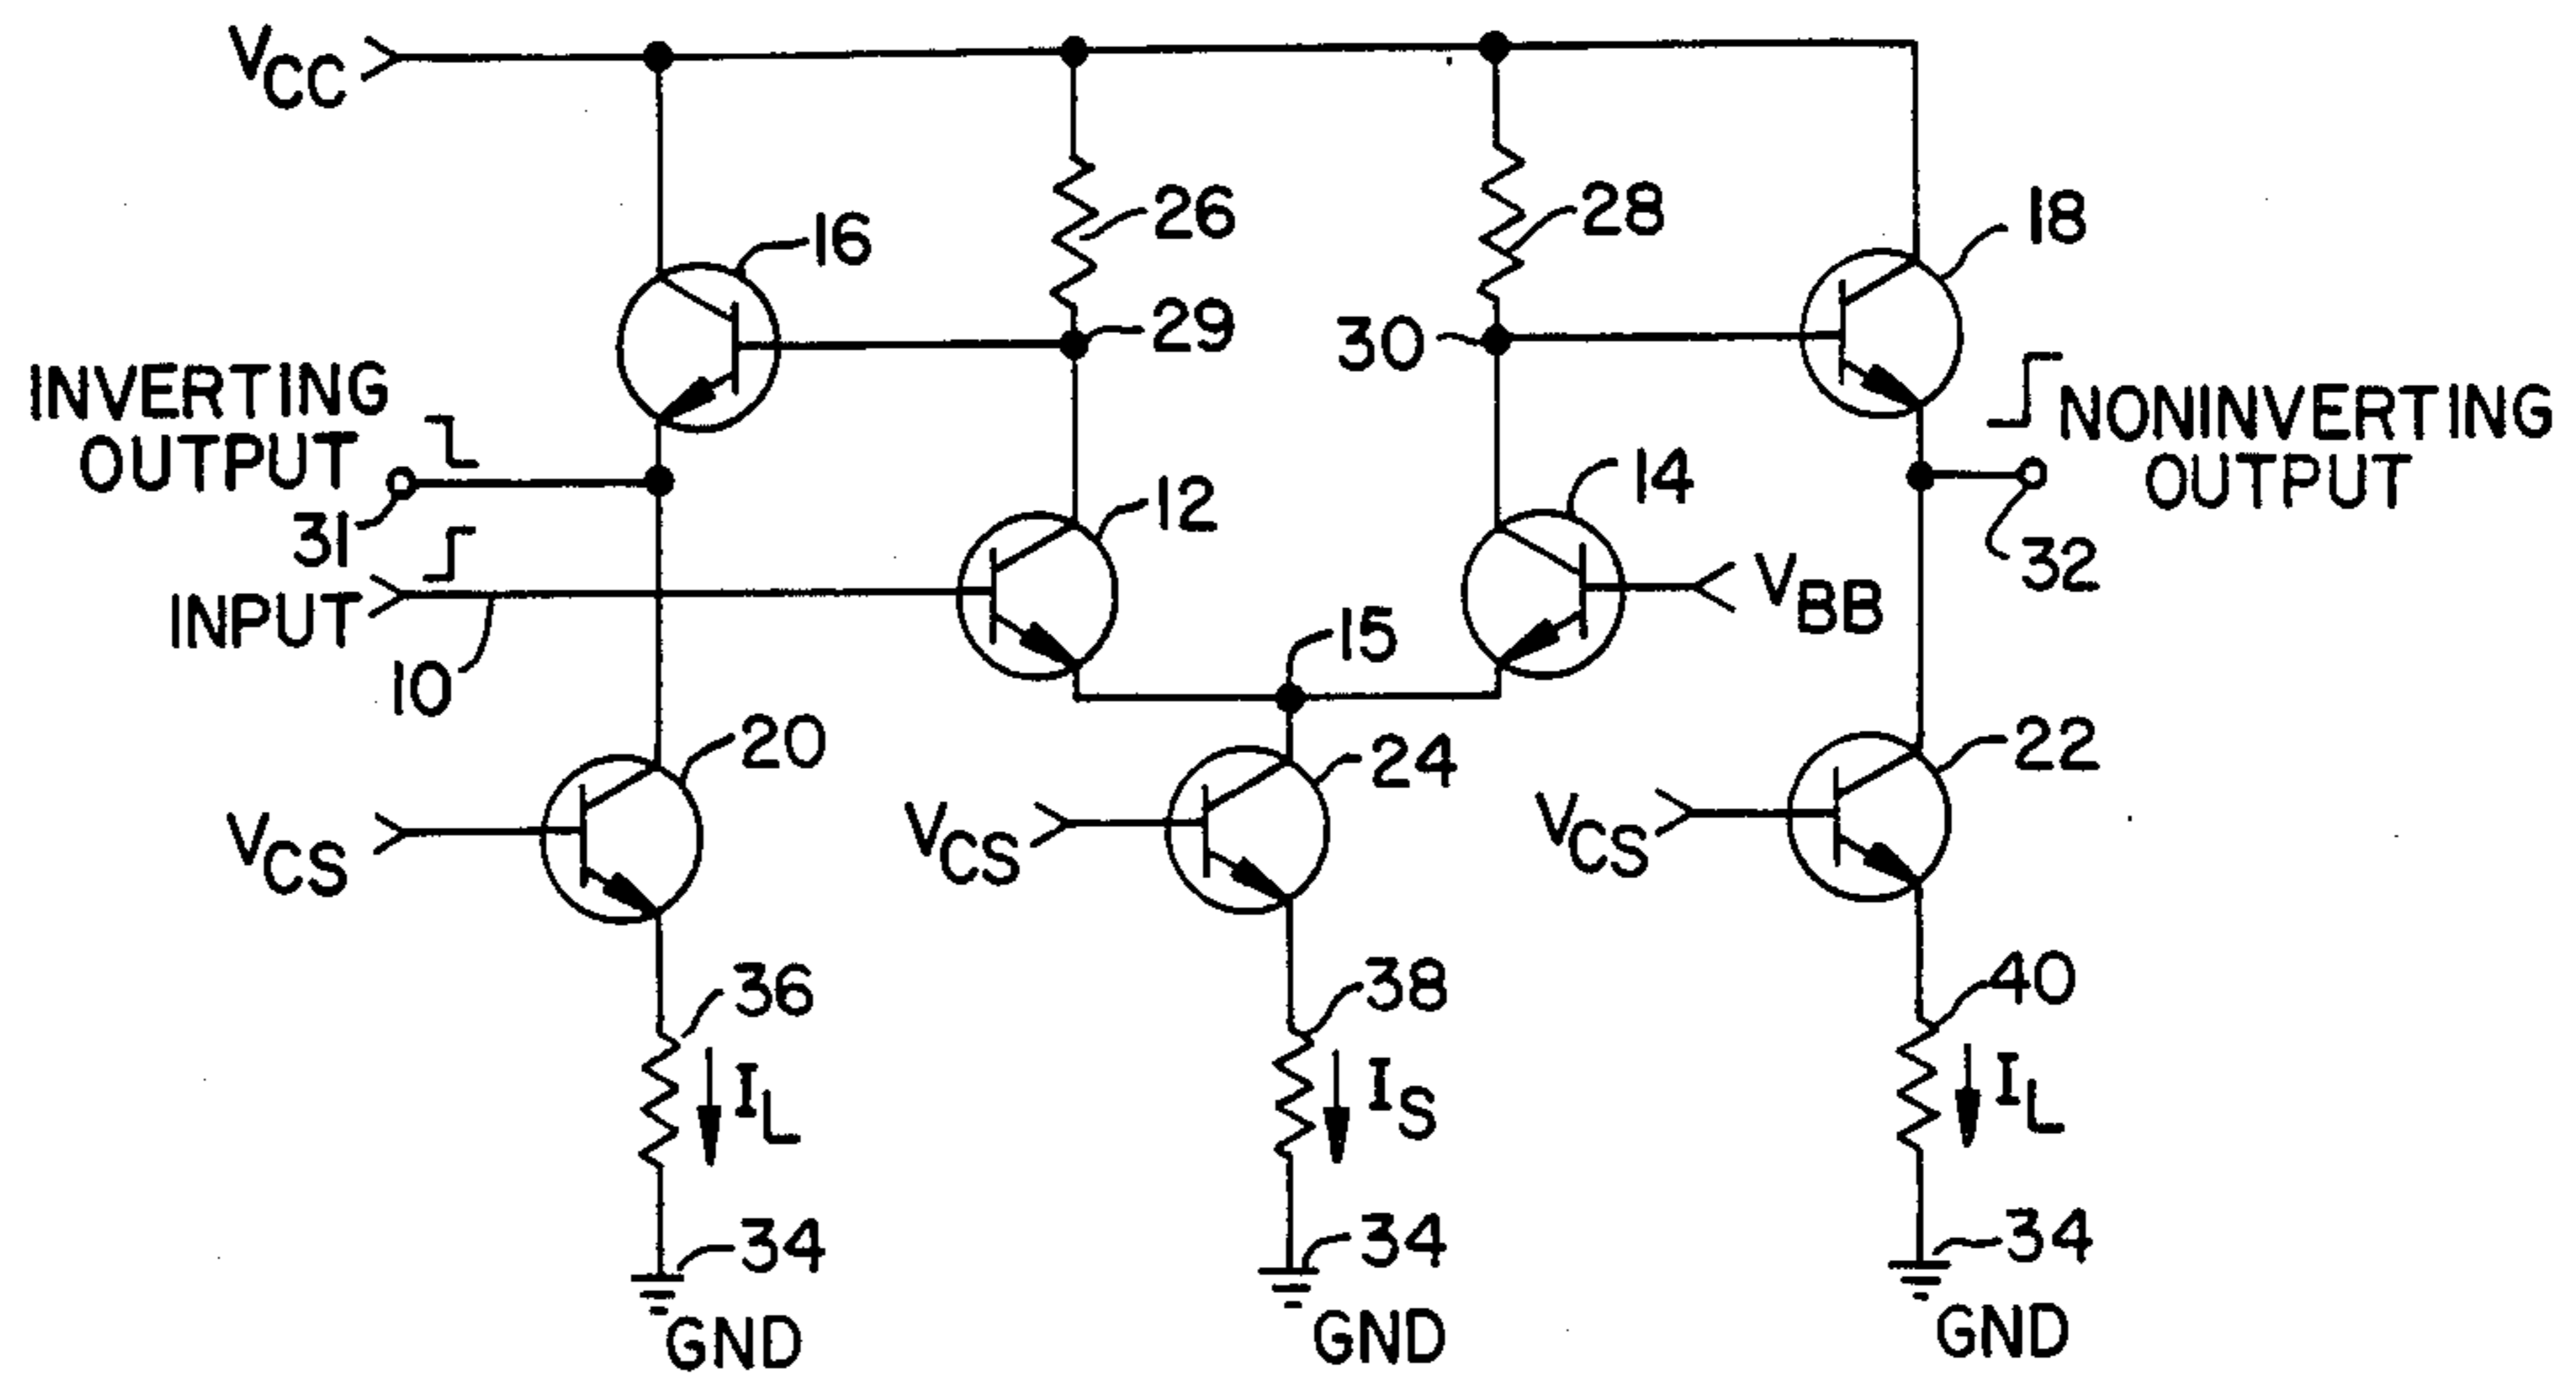 VCC
16
26
28
18
29
30
INVERTING
OUTPUT
31
NONINVERTING
OUTPUT
32
12
14
INPUT
10
15
VBB
20
24
22
VCS
VCS
VCS
36
38
40
IL
IS
IL
34
34
34
GND
GND
GND